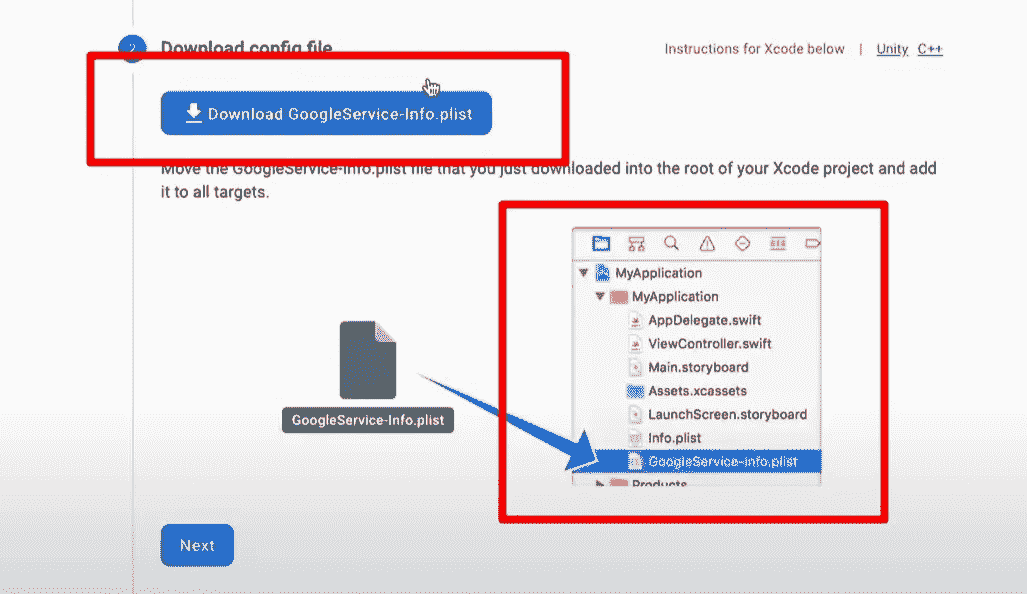 2 Download config file
Instructions for Xcode below | Unity C++
Download GoogleService-Info.plist
Move the GoogleService-Info.plist file that you just downloaded into the root of your Xcode project and add
it to all targets.
MyApplication
MyApplication
AppDelegate.swift
ViewController.swift
Main.storyboard
Assets.xcassets
LaunchScreen.storyboard
Info.plist
GoogleService-Info.plist
Products
GoogleService-Info.plist
Next